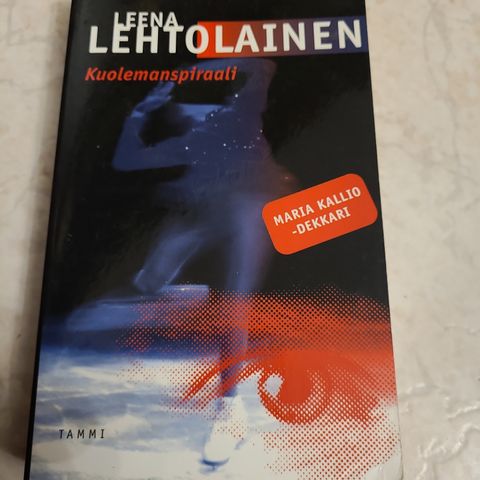 LEENA
LEHTOLAINEN
Kuolemanspiraali
MARIA KALLIO
-DEKKARI
TAMMI